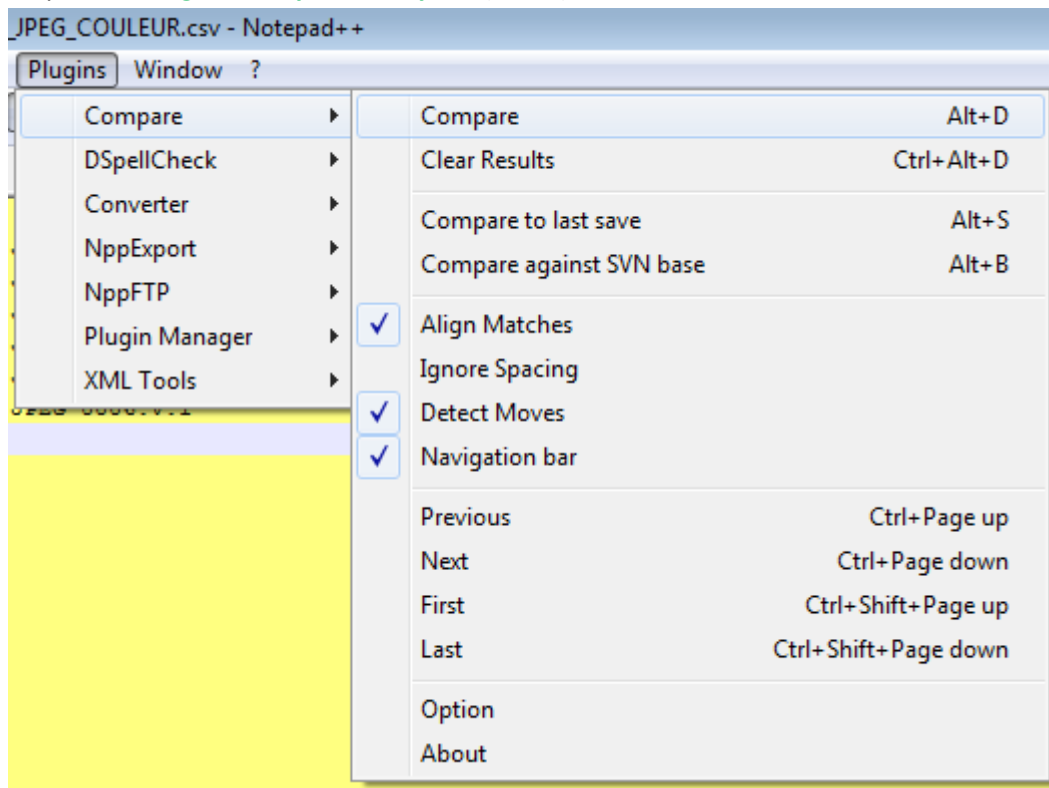 _JPEG_COULEUR.csv - Notepad++
Plugins Window ?
Compare
DSpellCheck
Converter
NppExport
NppFTP
Plugin Manager
XML Tools
Compare Alt+D
Clear Results Ctrl+Alt+D
Compare to last save Alt+S
Compare against SVN base Alt+B
Align Matches
Ignore Spacing
Detect Moves
Navigation bar
Previous Ctrl+Page up
Next Ctrl+Page down
First Ctrl+Shift+Page up
Last Ctrl+Shift+Page down
Option
About